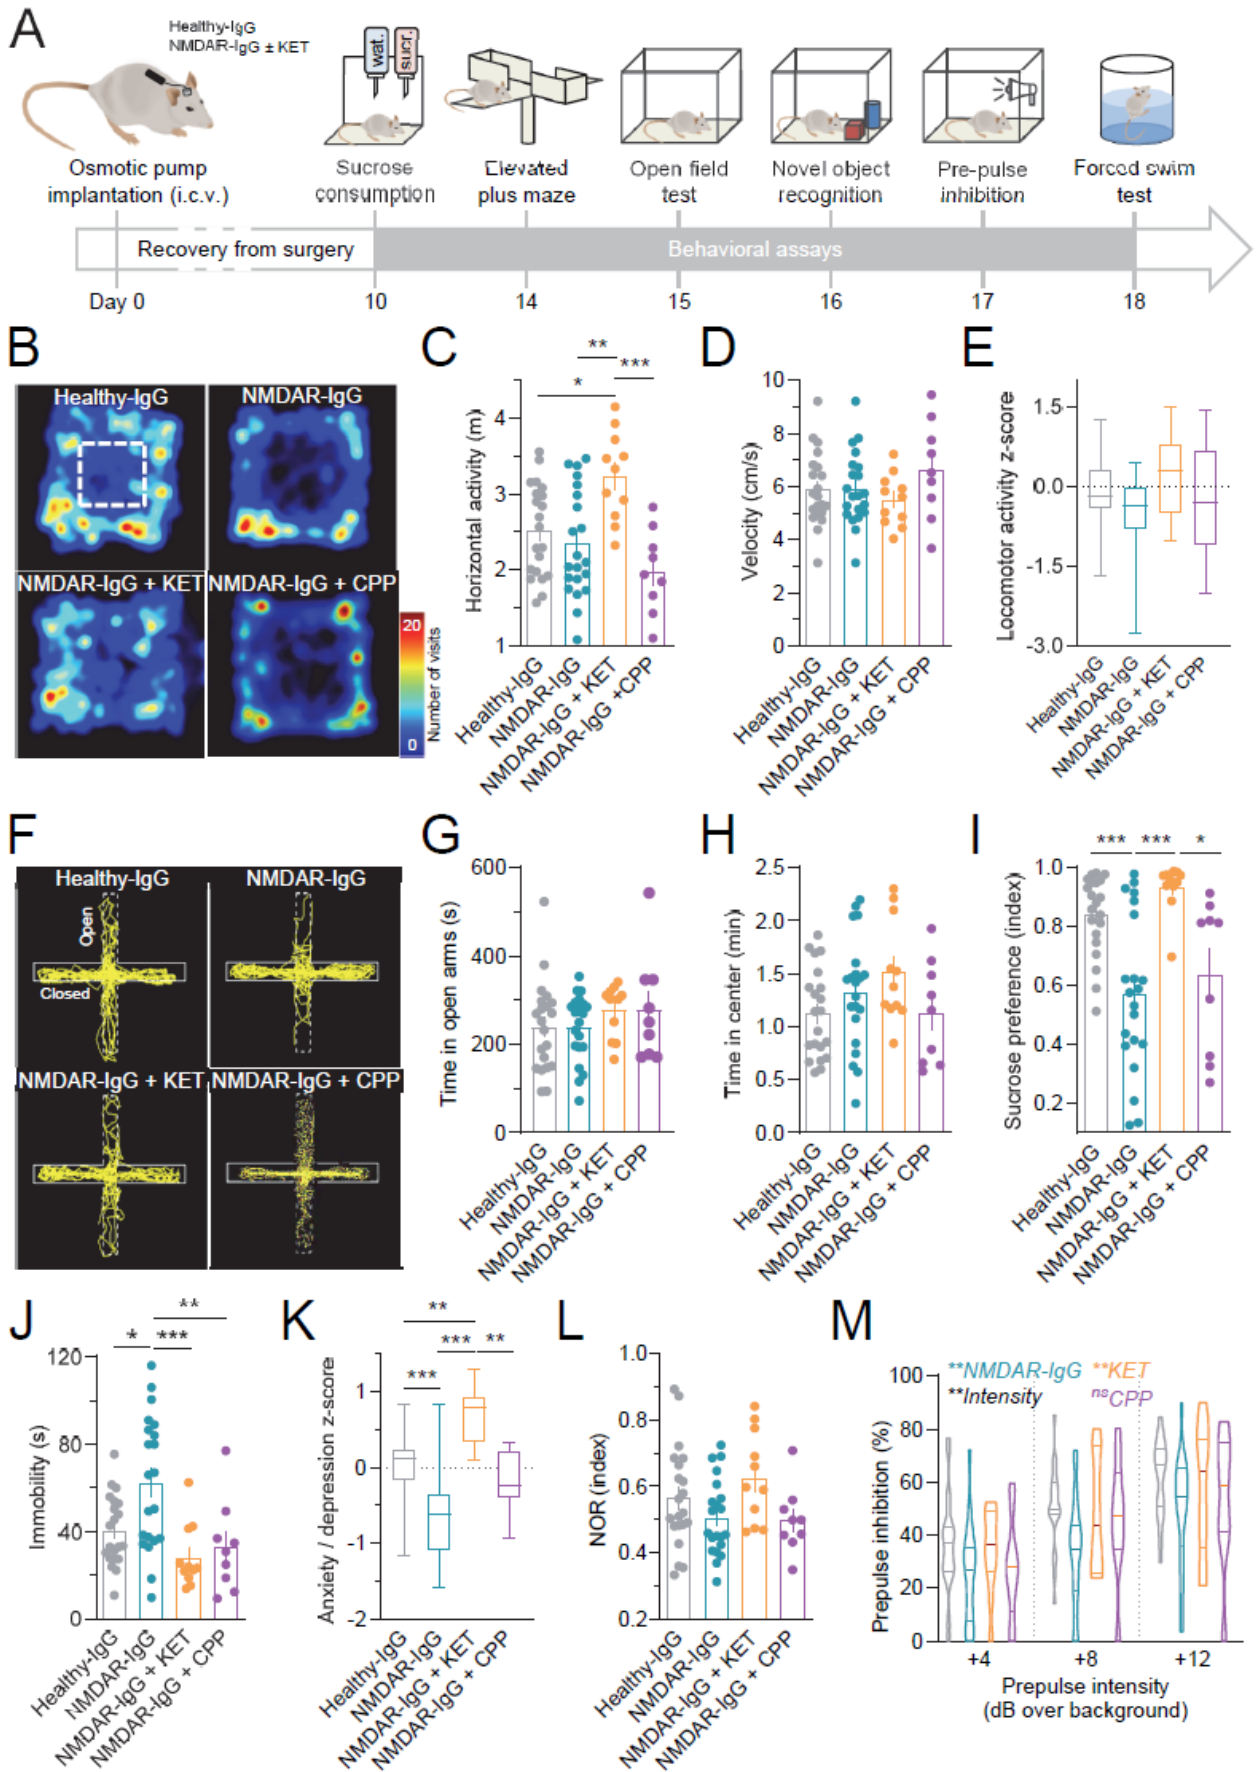 A
Healthy-IgG
NMDAR-IgG ± KET
wat.
sucr.
Osmotic pump
implantation (i.c.v.)
Sucrose
consumption
Elevated
plus maze
Open field
test
Novel object
recognition
Pre-pulse
inhibition
Forced swim
test
Recovery from surgery
Behavioral assays
Day 0
10
14
15
16
17
18
B
Healthy-IgG
NMDAR-IgG
NMDAR-IgG + KET
NMDAR-IgG + CPP
20
0
Number of visits
C
**
***
*
Horizontal activity (m)
4
3
2
1
Healthy-IgG
NMDAR-IgG
NMDAR-IgG + KET
NMDAR-IgG +CPP
D
Velocity (cm/s)
10
8
6
4
2
0
Healthy-IgG
NMDAR-IgG
NMDAR-IgG + KET
NMDAR-IgG + CPP
E
Locomotor activity z-score
1.5
0.0
-1.5
-3.0
Healthy-IgG
NMDAR-IgG
NMDAR-IgG + KET
NMDAR-IgG + CPP
F
Healthy-IgG
NMDAR-IgG
Open
Closed
NMDAR-IgG + KET
NMDAR-IgG + CPP
G
Time in open arms (s)
600
400
200
0
Healthy-IgG
NMDAR-IgG
NMDAR-IgG + KET
NMDAR-IgG + CPP
H
Time in center (min)
2.5
2.0
1.5
1.0
0.5
0.0
Healthy-IgG
NMDAR-IgG
NMDAR-IgG + KET
NMDAR-IgG + CPP
I
*** *** *
Sucrose preference (index)
1.0
0.8
0.6
0.4
0.2
Healthy-IgG
NMDAR-IgG
NMDAR-IgG + KET
NMDAR-IgG + CPP
J
**
* ***
Immobility (s)
120
80
40
0
Healthy-IgG
NMDAR-IgG
NMDAR-IgG + KET
NMDAR-IgG + CPP
K
**
*** **
***
Anxiety / depression z-score
1
0
-1
-2
Healthy-IgG
NMDAR-IgG
NMDAR-IgG + KET
NMDAR-IgG + CPP
L
NOR (index)
1.0
0.8
0.6
0.4
0.2
Healthy-IgG
NMDAR-IgG
NMDAR-IgG + KET
NMDAR-IgG + CPP
M
**NMDAR-IgG **KET
**Intensity nsCPP
Prepulse inhibition (%)
100
80
60
40
20
0
+4
+8
+12
Prepulse intensity
(dB over background)